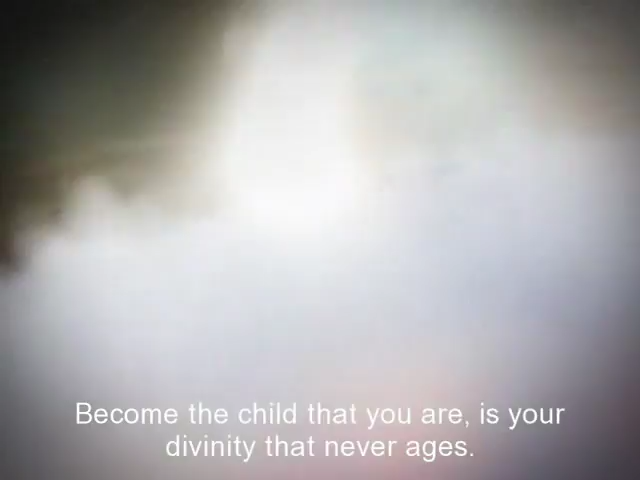 Become the child that you are, is your
divinity that never ages.